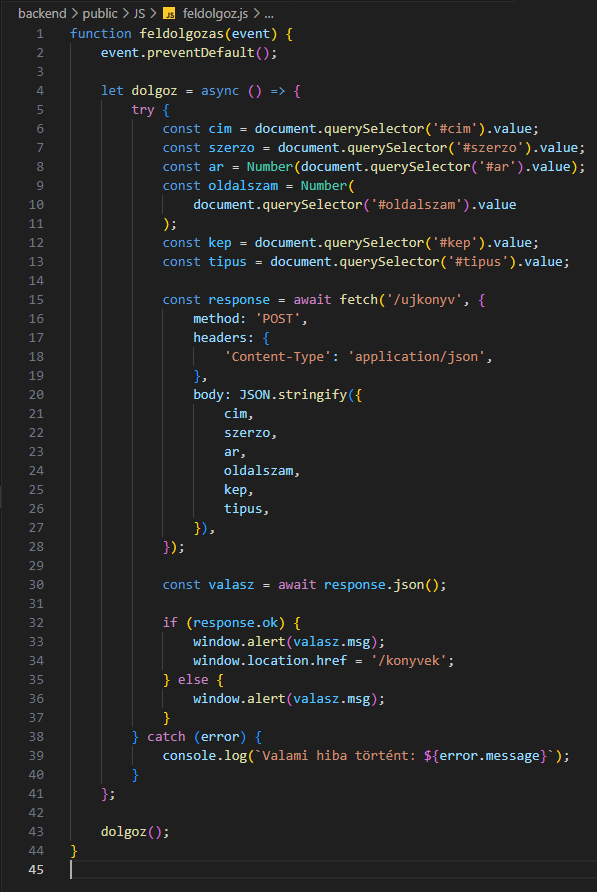 backend > public > JS > JS feldolgoz.js > ...
1 function feldolgozas(event) {
2     event.preventDefault();
3
4     let dolgoz = async () => {
5         try {
6             const cim = document.querySelector('#cim').value;
7             const szerzo = document.querySelector('#szerzo').value;
8             const ar = Number(document.querySelector('#ar').value);
9             const oldalszam = Number(
10                 document.querySelector('#oldalszam').value
11             );
12             const kep = document.querySelector('#kep').value;
13             const tipus = document.querySelector('#tipus').value;
14
15             const response = await fetch('/ujkonyv', {
16                 method: 'POST',
17                 headers: {
18                     'Content-Type': 'application/json',
19                 },
20                 body: JSON.stringify({
21                     cim,
22                     szerzo,
23                     ar,
24                     oldalszam,
25                     kep,
26                     tipus,
27                 }),
28             });
29
30             const valasz = await response.json();
31
32             if (response.ok) {
33                 window.alert(valasz.msg);
34                 window.location.href = '/konyvek';
35             } else {
36                 window.alert(valasz.msg);
37             }
38         } catch (error) {
39             console.log(`Valami hiba történt: ${error.message}`);
40         }
41     };
42
43     dolgoz();
44 }
45